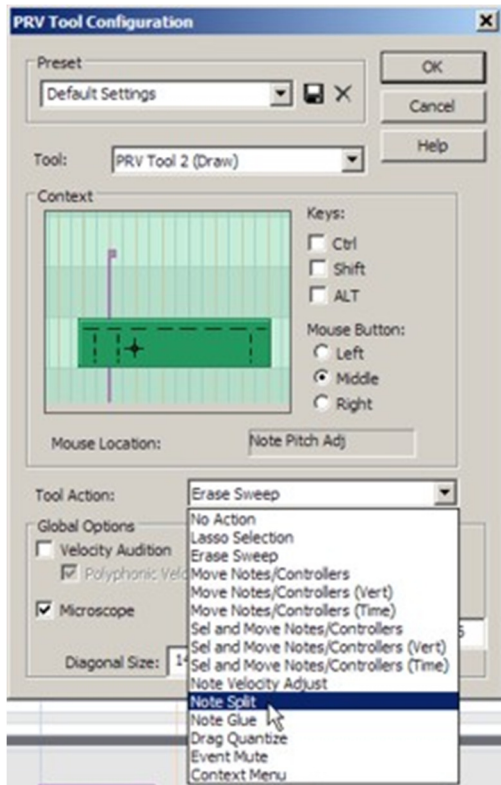 PRV Tool Configuration
Preset
OK
Default Settings
Cancel
Help
Tool: PRV Tool 2 (Draw)
Context
Keys:
Ctrl
Shift
ALT
Mouse Button:
Left
Middle
Right
Mouse Location: Note Pitch Adj
Tool Action: Erase Sweep
Global Options
Velocity Audition
Polyphonic
Microscope
Diagonal Size:
No Action
Lasso Selection
Erase Sweep
Move Notes/Controllers
Move Notes/Controllers (Vert)
Move Notes/Controllers (Time)
Sel and Move Notes/Controllers
Sel and Move Notes/Controllers (Vert)
Sel and Move Notes/Controllers (Time)
Note Velocity Adjust
Note Split
Note Glue
Drag Quantize
Event Mute
Context Menu